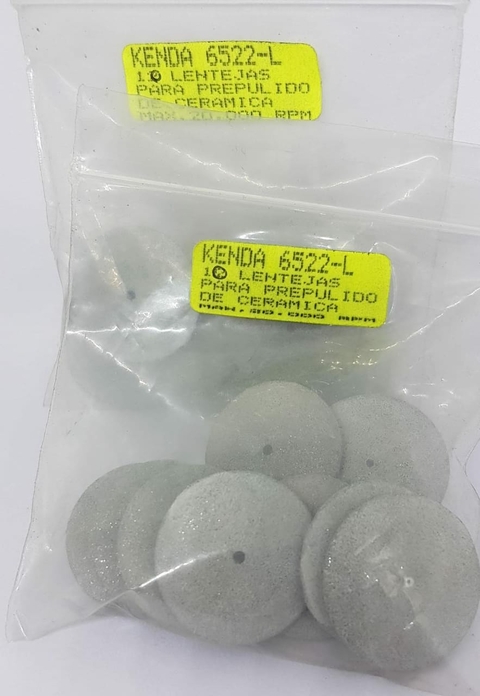 KENDA 6522-L
10 LENTEJAS
PARA PREPULIDO
DE CERAMICA
MAX.20.000 RPM
KENDA 6522-L
10 LENTEJAS
PARA PREPULIDO
DE CERAMICA
MAX.20.000 RPM